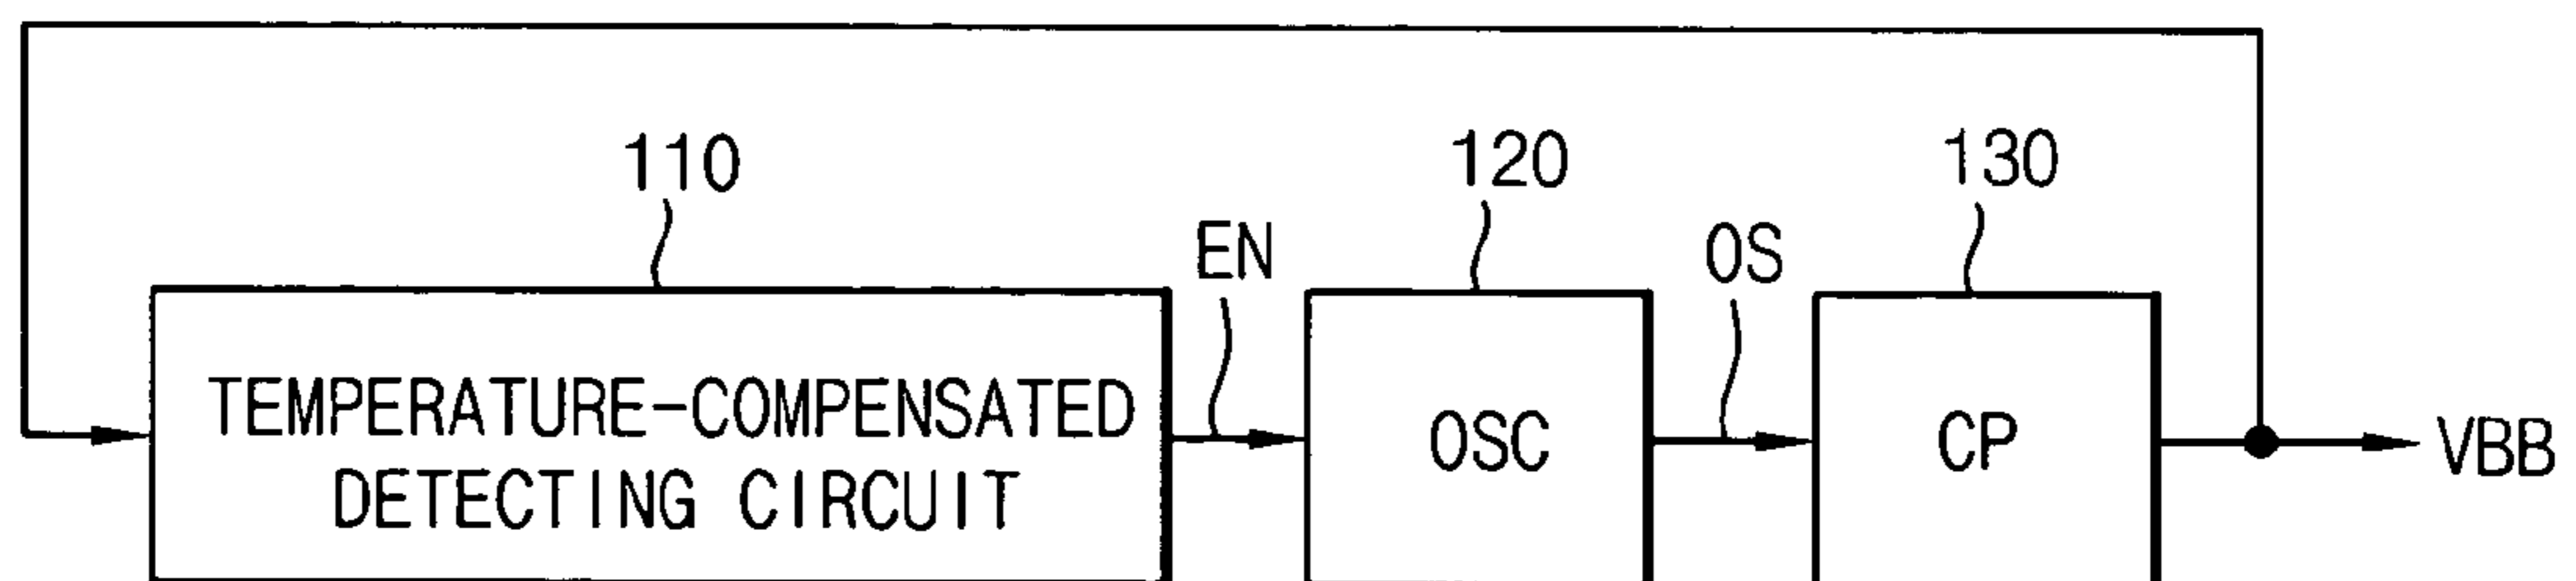 110
120
130
EN
OS
TEMPERATURE-COMPENSATED
DETECTING CIRCUIT
OSC
CP
VBB